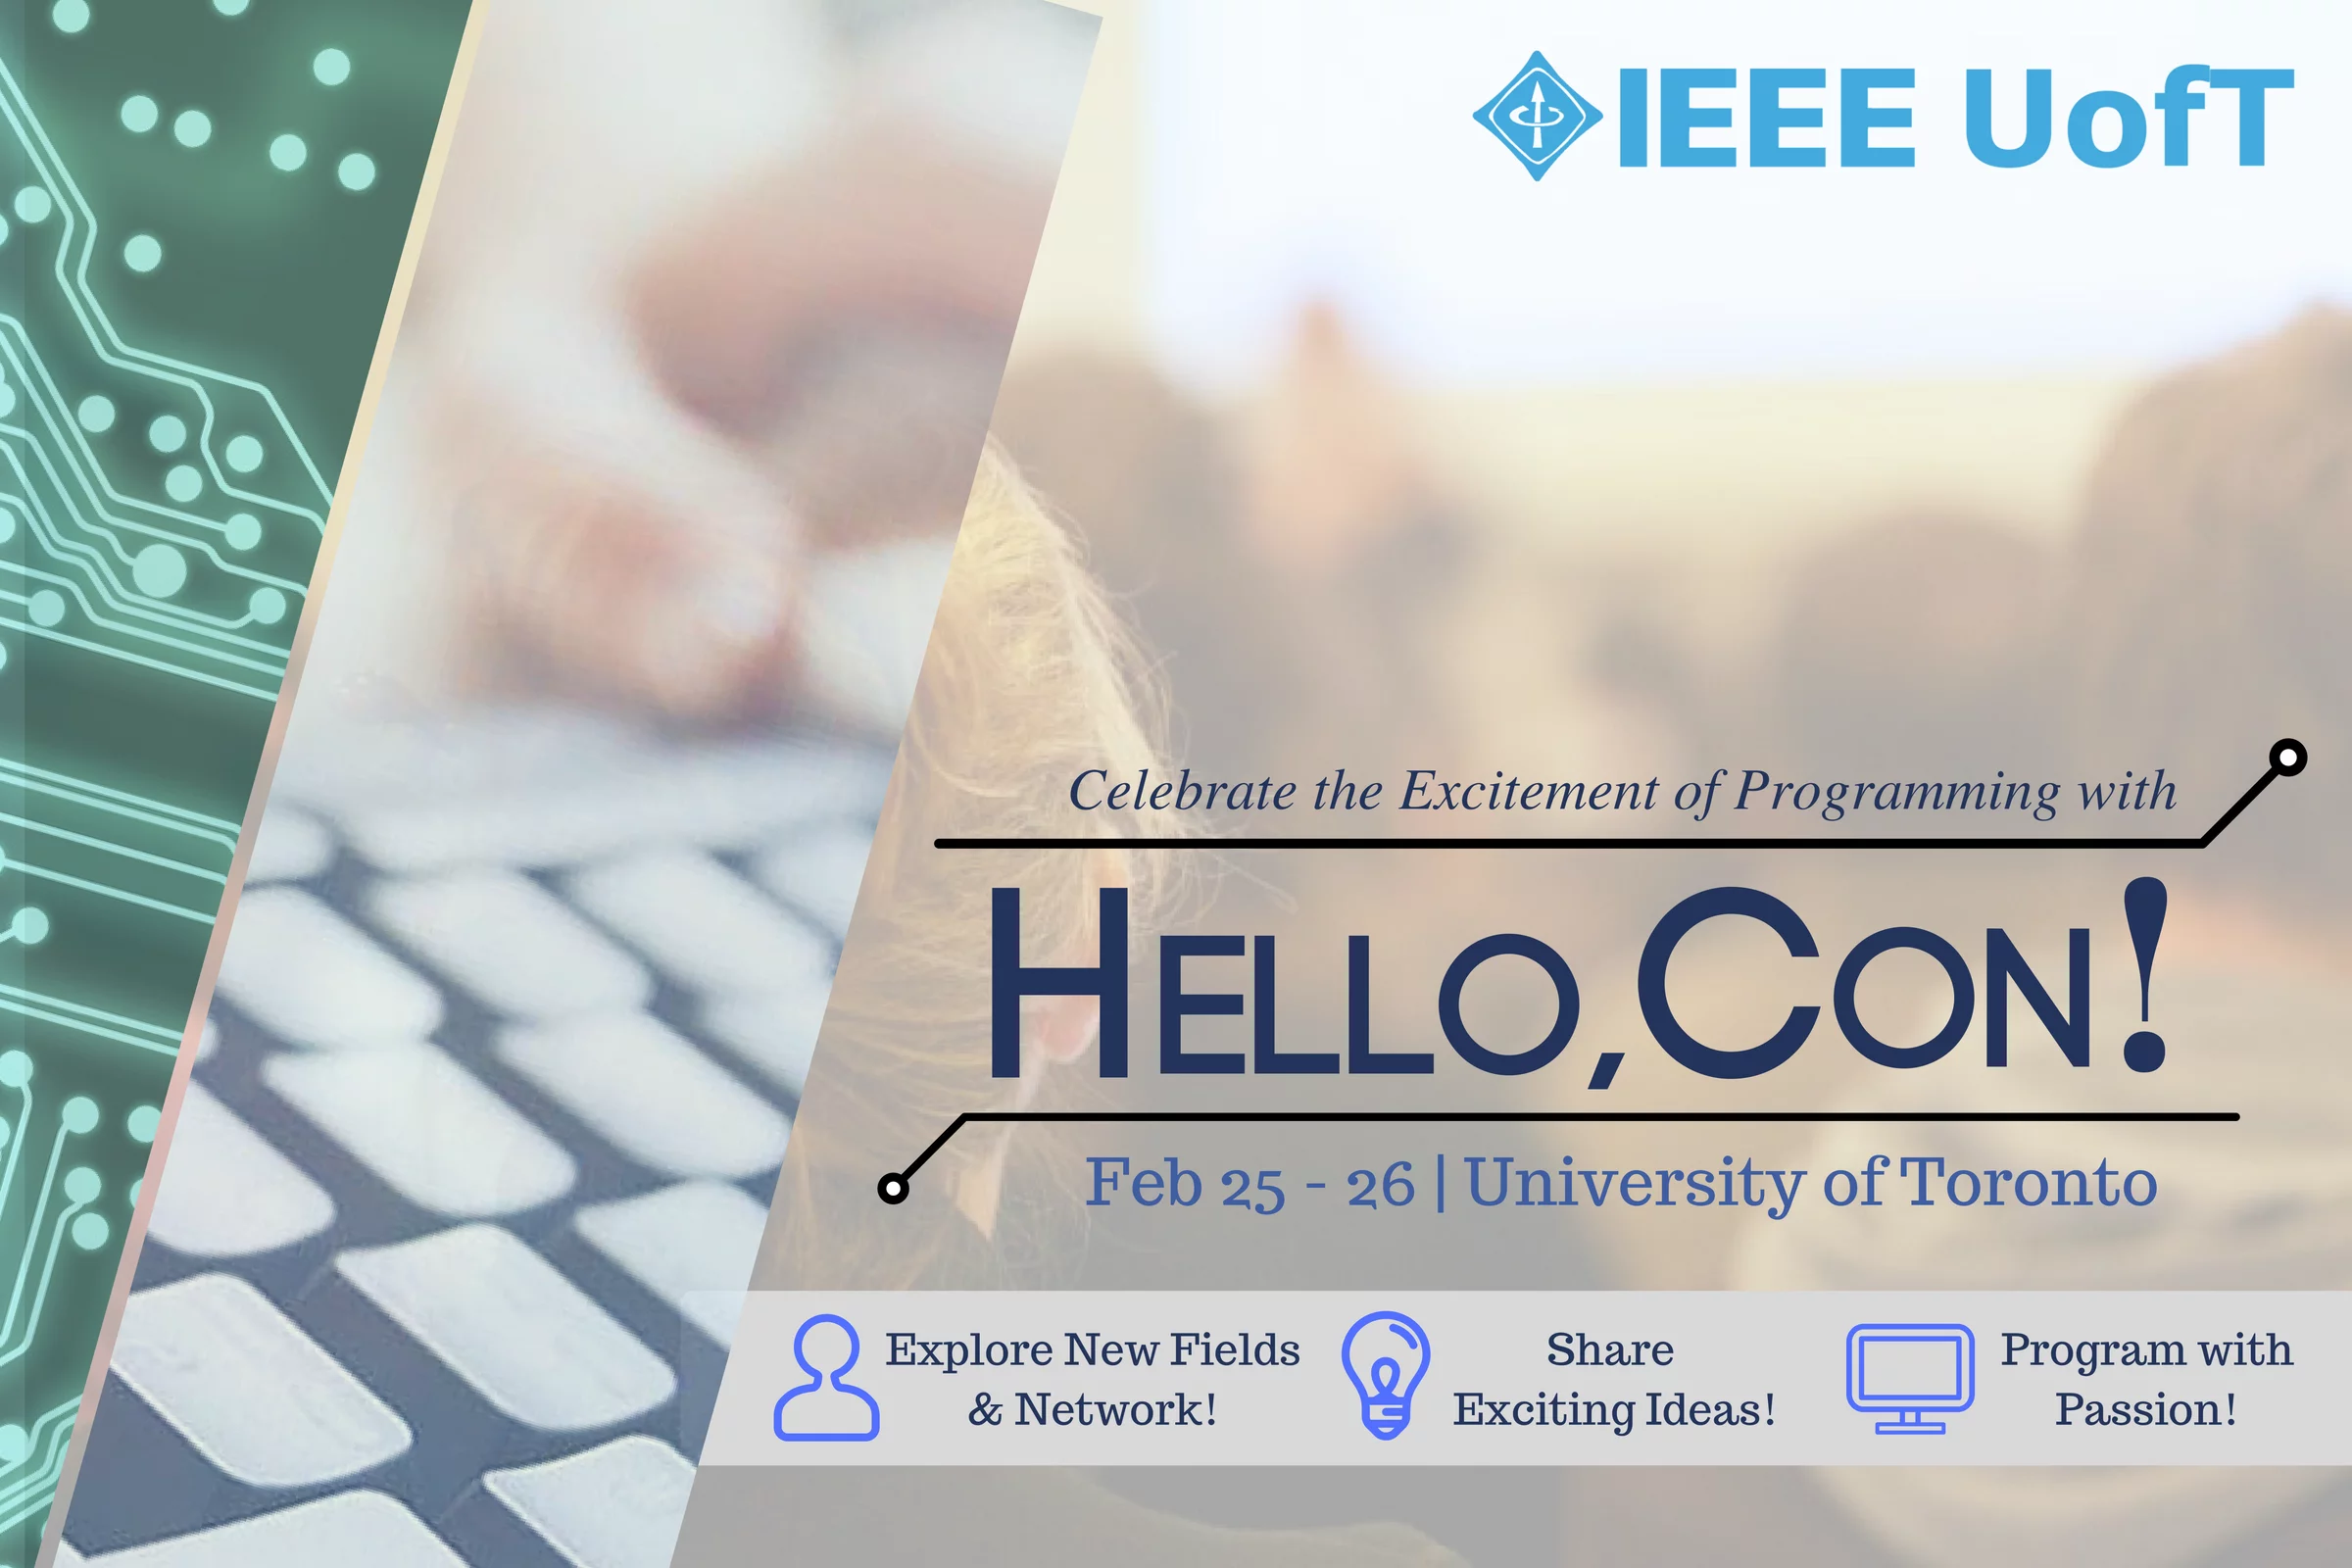 IEEE UofT
Celebrate the Excitement of Programming with
HELLO,CON!
Feb 25 - 26 | University of Toronto
Explore New Fields
& Network!
Share
Exciting Ideas!
Program with
Passion!